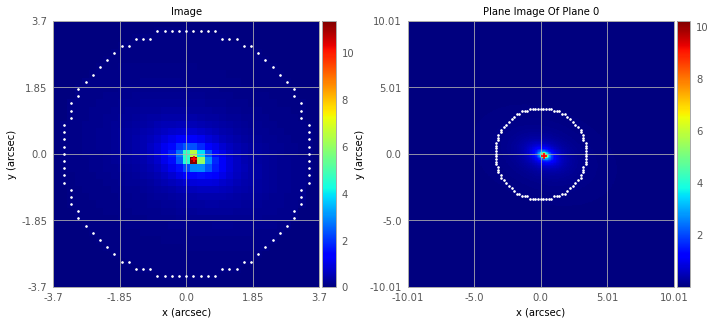 Image
3.7
1.85
0.0
-1.85
-3.7
y (arcsec)
-3.7 -1.85 0.0 1.85 3.7
x (arcsec)
10
8
6
4
2
0
Plane Image Of Plane 0
10.01
5.01
0.0
-5.0
-10.01
y (arcsec)
-10.01 -5.0 0.0 5.01 10.01
x (arcsec)
10
8
6
4
2